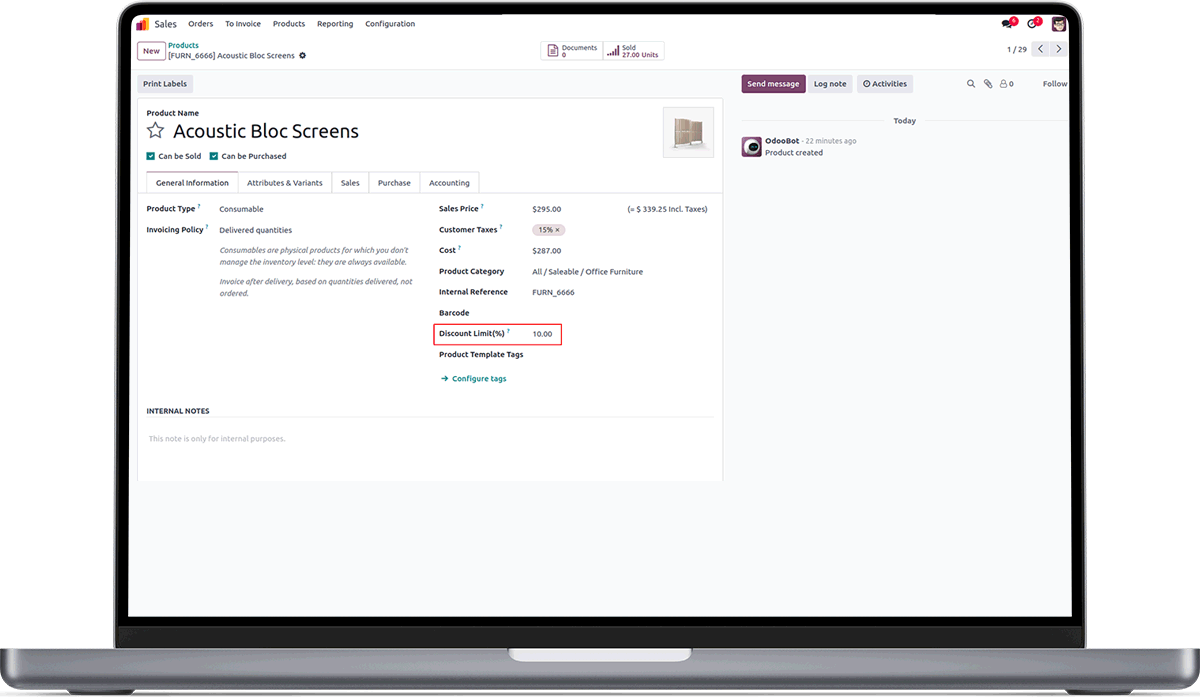 Sales Orders To Invoice Products Reporting Configuration 6 2
New Products Documents 0 Sold 27.00 Units 1 / 29
[FURN_6666] Acoustic Bloc Screens
Print Labels Send message Log note Activities 0 Follow
Product Name
Acoustic Bloc Screens
Can be Sold Can be Purchased
General Information Attributes & Variants Sales Purchase Accounting
Product Type ? Consumable
Invoicing Policy ? Delivered quantities
Consumables are physical products for which you don't
manage the inventory level: they are always available.
Invoice after delivery, based on quantities delivered, not
ordered.
Sales Price ? $295.00 (= $ 339.25 Incl. Taxes)
Customer Taxes ? 15% ×
Cost ? $287.00
Product Category All / Saleable / Office Furniture
Internal Reference FURN_6666
Barcode
Discount Limit(%) ? 10.00
Product Template Tags
→ Configure tags
INTERNAL NOTES
This note is only for internal purposes.
Today
OdooBot - 22 minutes ago
Product created